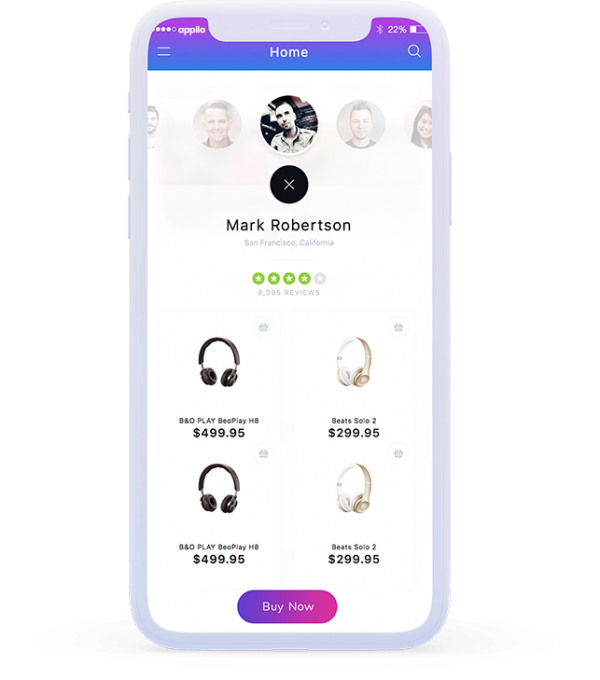 appilo 22%
Home
Mark Robertson
San Francisco, California
8,095 REVIEWS
B&O PLAY BeoPlay H8 Beats Solo 2
$499.95 $299.95
B&O PLAY BeoPlay H8 Beats Solo 2
$499.95 $299.95
Buy Now